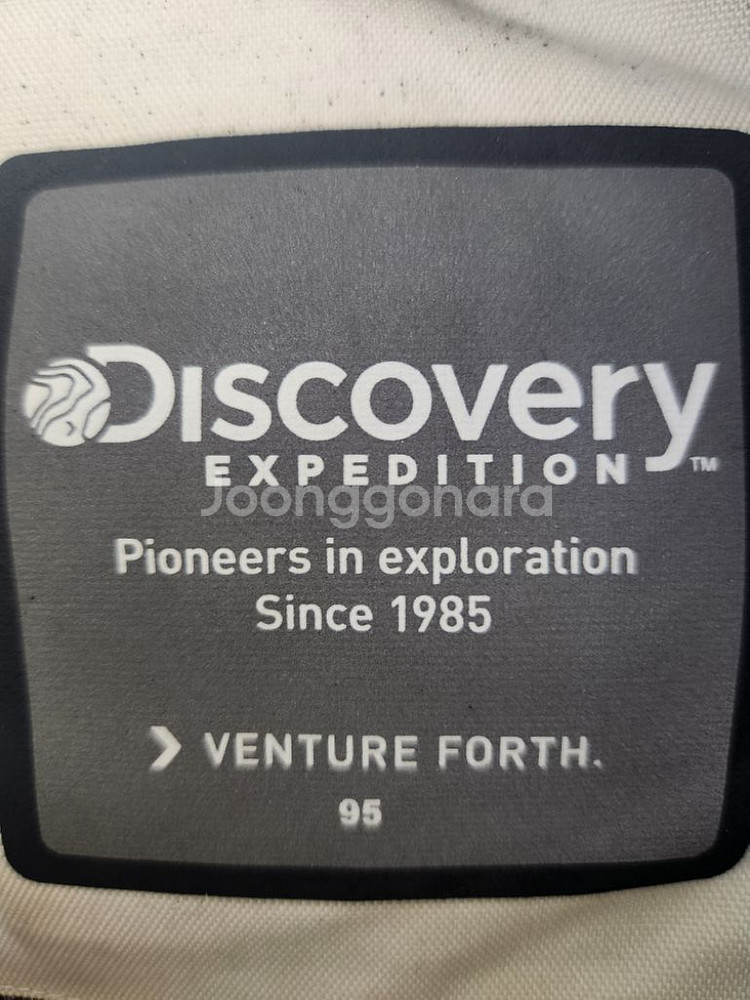 Discovery
EXPEDITION™
Joonggonara
Pioneers in exploration
Since 1985
❯ VENTURE FORTH.
95